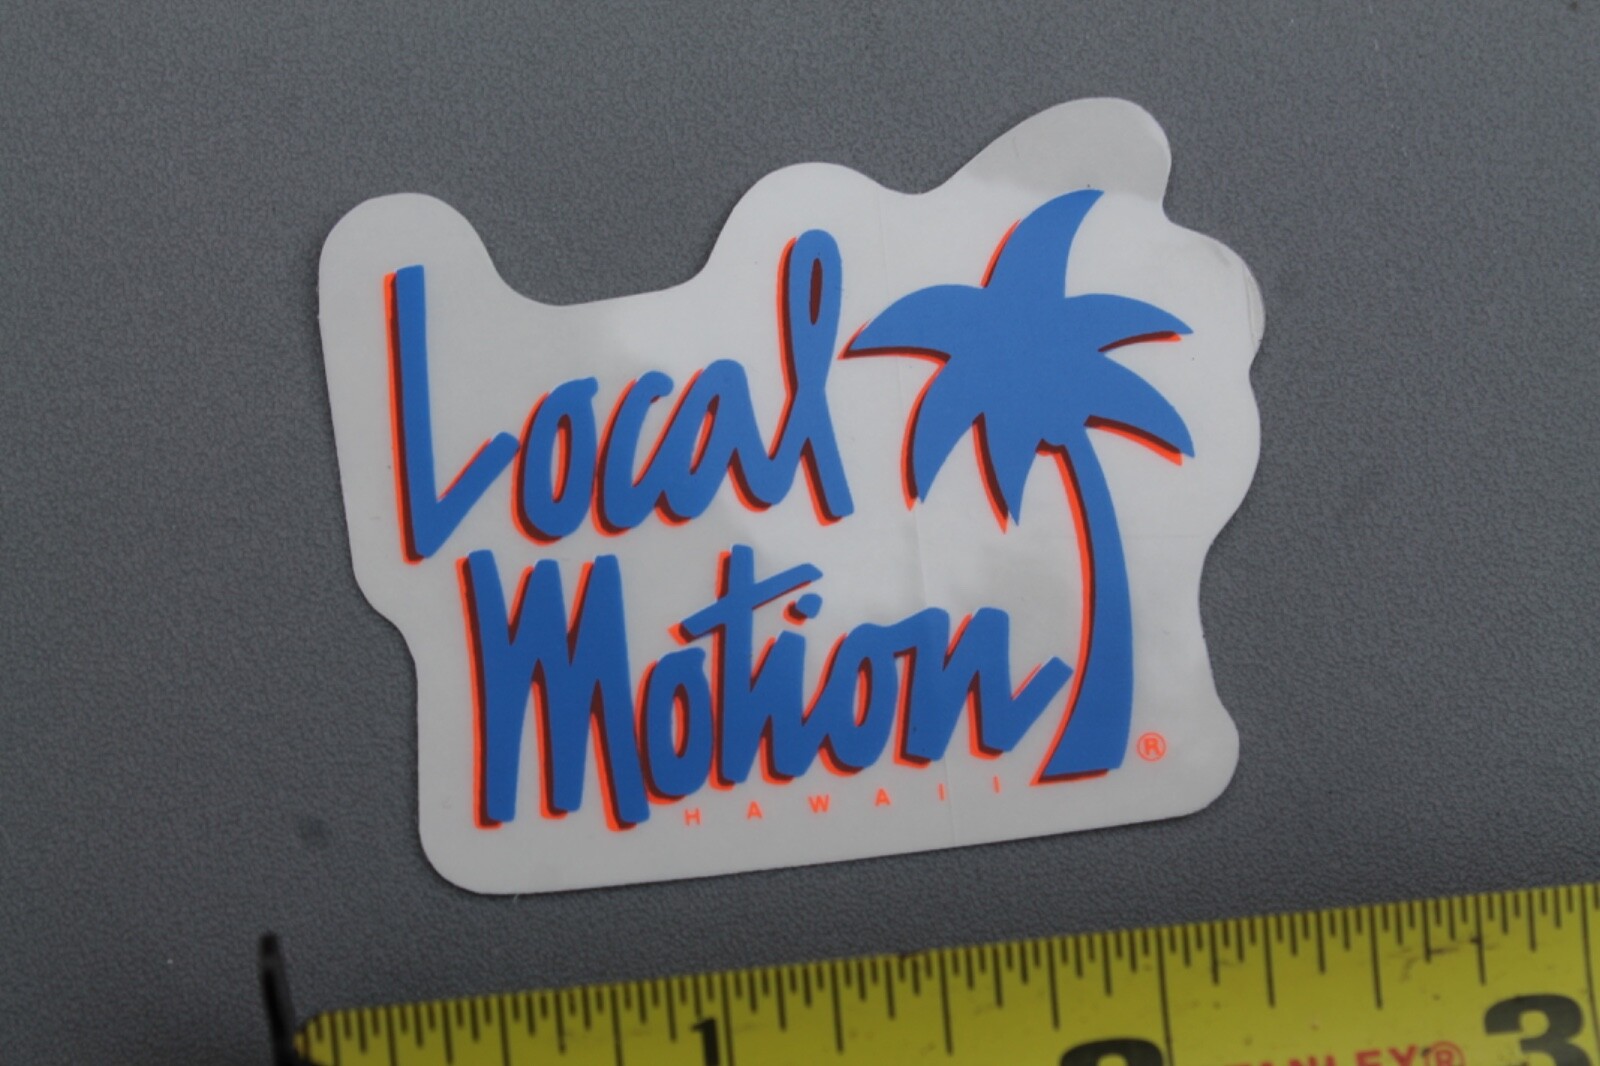 Local
Motion ®
HAWAII
1 2 3
STANLEY®